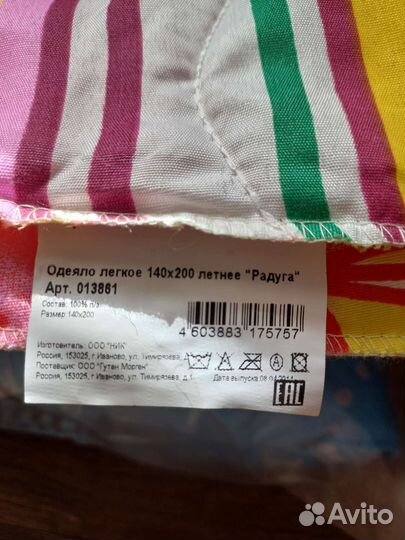 Одеяло легкое 140х200 летнее "Радуга"
Арт. 013861
Состав: 100% п/э
Размер: 140х200
4 603883 175757
Изготовитель: ООО "НИК"
Россия, 153025, г.Иваново, ул. Тимирязева, д.1
Поставщик: ООО "Гутен Морген"
Россия, 153025, г.Иваново, ул. Тимирязева, д.1
Дата выпуска:
EAC
Avito